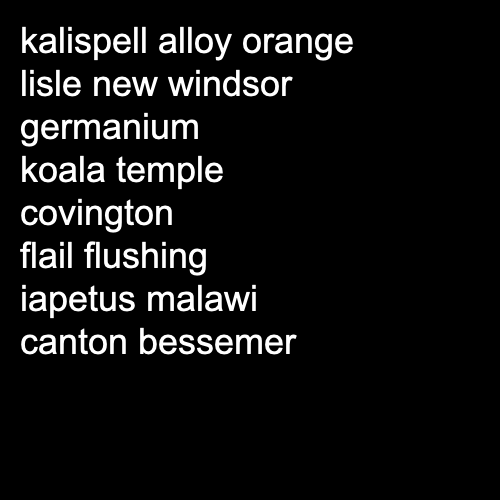 kalispell alloy orange
lisle new windsor
germanium
koala temple
covington
flail flushing
iapetus malawi
canton bessemer